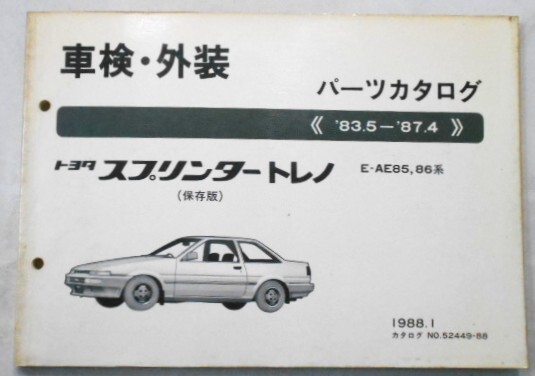 車検・外装
パーツカタログ
《 '83.5－'87.4 》
トヨタ スプリンタートレノ E-AE85,86系
(保存版)
1988.1
カタログ NO.52449-88